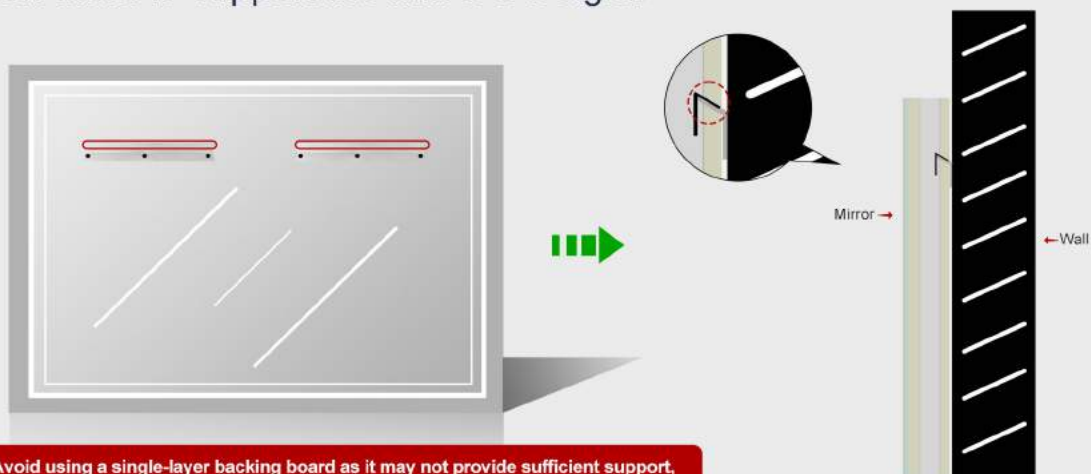 Mirror
Wall
Avoid using a single-layer backing board as it may not provide sufficient support,